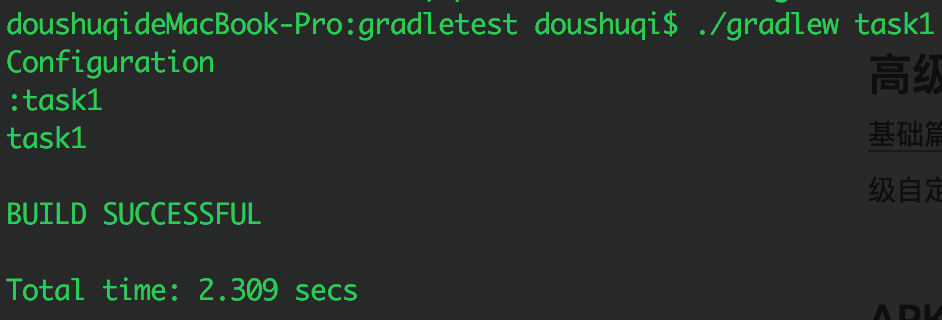 doushuqideMacBook-Pro:gradletest doushuqi$ ./gradlew task1
Configuration
:task1
task1
BUILD SUCCESSFUL
Total time: 2.309 secs
高级
基础篇
级自定
APK